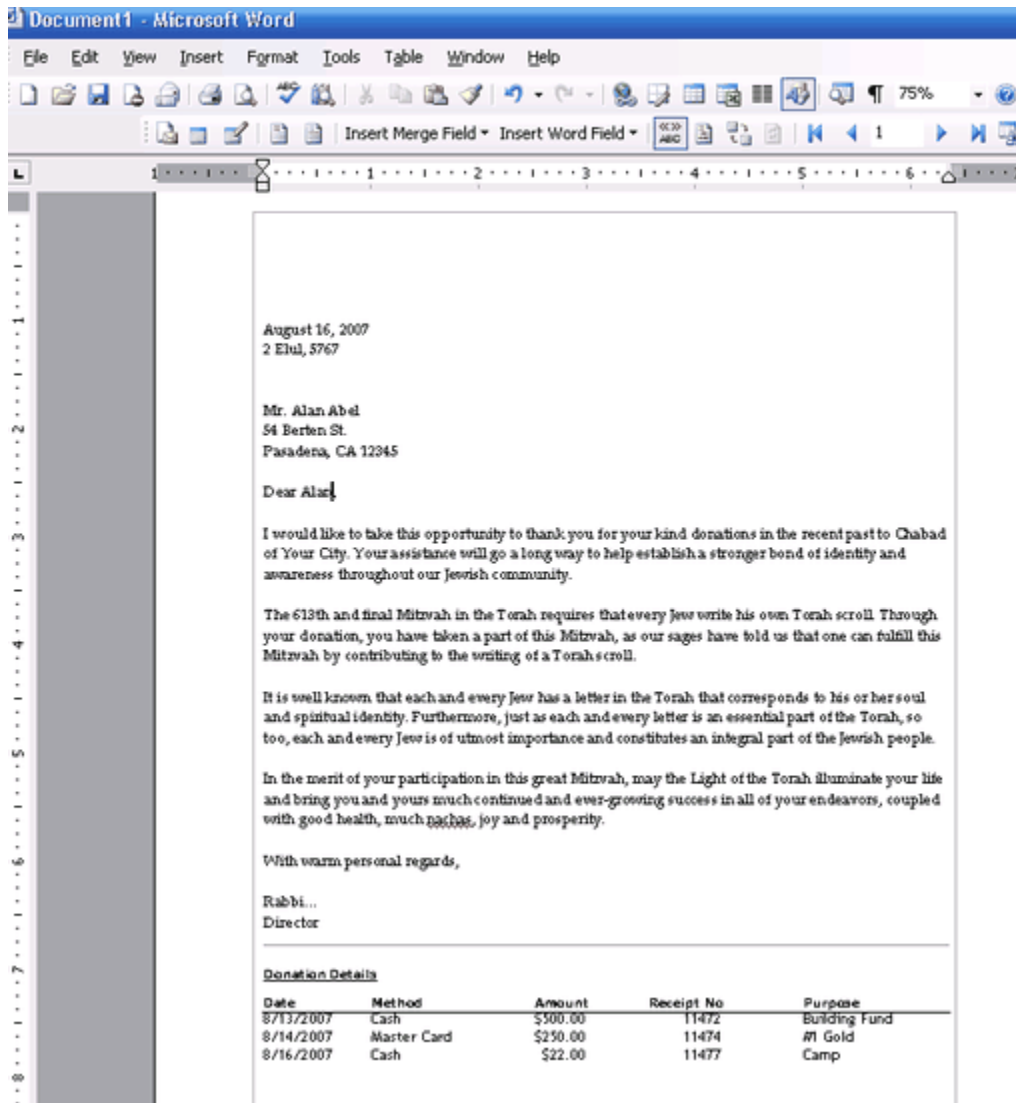 Document1 - Microsoft Word
File Edit View Insert Format Tools Table Window Help
75%
Insert Merge Field Insert Word Field 1
1 1 2 3 4 5 6
August 16, 2007
2 Elul, 5767
Mr. Alan Abel
54 Berten St.
Pasadena, CA 12345
Dear Alan,
I would like to take this opportunity to thank you for your kind donations in the recent past to Chabad
of Your City. Your assistance will go a long way to help establish a stronger bond of identity and
awareness throughout our Jewish community.
The 613th and final Mitzvah in the Torah requires that every Jew write his own Torah scroll. Through
your donation, you have taken a part of this Mitzvah, as our sages have told us that one can fulfill this
Mitzvah by contributing to the writing of a Torah scroll.
It is well known that each and every Jew has a letter in the Torah that corresponds to his or her soul
and spiritual identity. Furthermore, just as each and every letter is an essential part of the Torah, so
too, each and every Jew is of utmost importance and constitutes an integral part of the Jewish people.
In the merit of your participation in this great Mitzvah, may the Light of the Torah illuminate your life
and bring you and yours much continued and ever-growing success in all of your endeavors, coupled
with good health, much nachas, joy and prosperity.
With warm personal regards,
Rabbi...
Director
Donation Details
Date Method Amount Receipt No Purpose
8/13/2007 Cash $500.00 11472 Building Fund
8/14/2007 Master Card $250.00 11474 #1 Gold
8/16/2007 Cash $22.00 11477 Camp